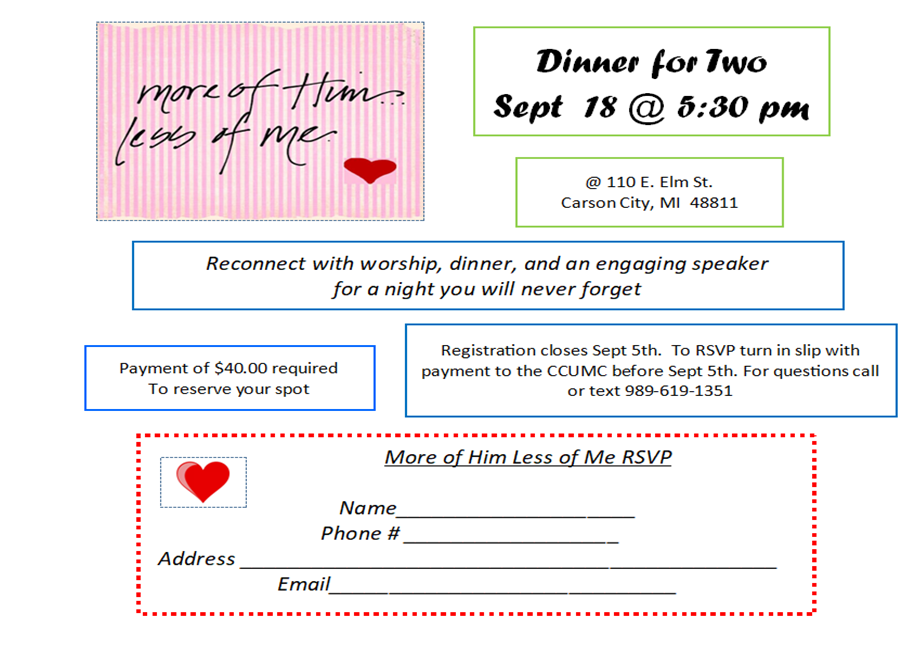 more of Him...
less of me.
Dinner for Two
Sept 18 @ 5:30 pm
@ 110 E. Elm St.
Carson City, MI 48811
Reconnect with worship, dinner, and an engaging speaker
for a night you will never forget
Payment of $40.00 required
To reserve your spot
Registration closes Sept 5th. To RSVP turn in slip with
payment to the CCUMC before Sept 5th. For questions call
or text 989-619-1351
More of Him Less of Me RSVP
Name___________________________
Phone # ____________________
Address __________________________________________________
Email________________________________